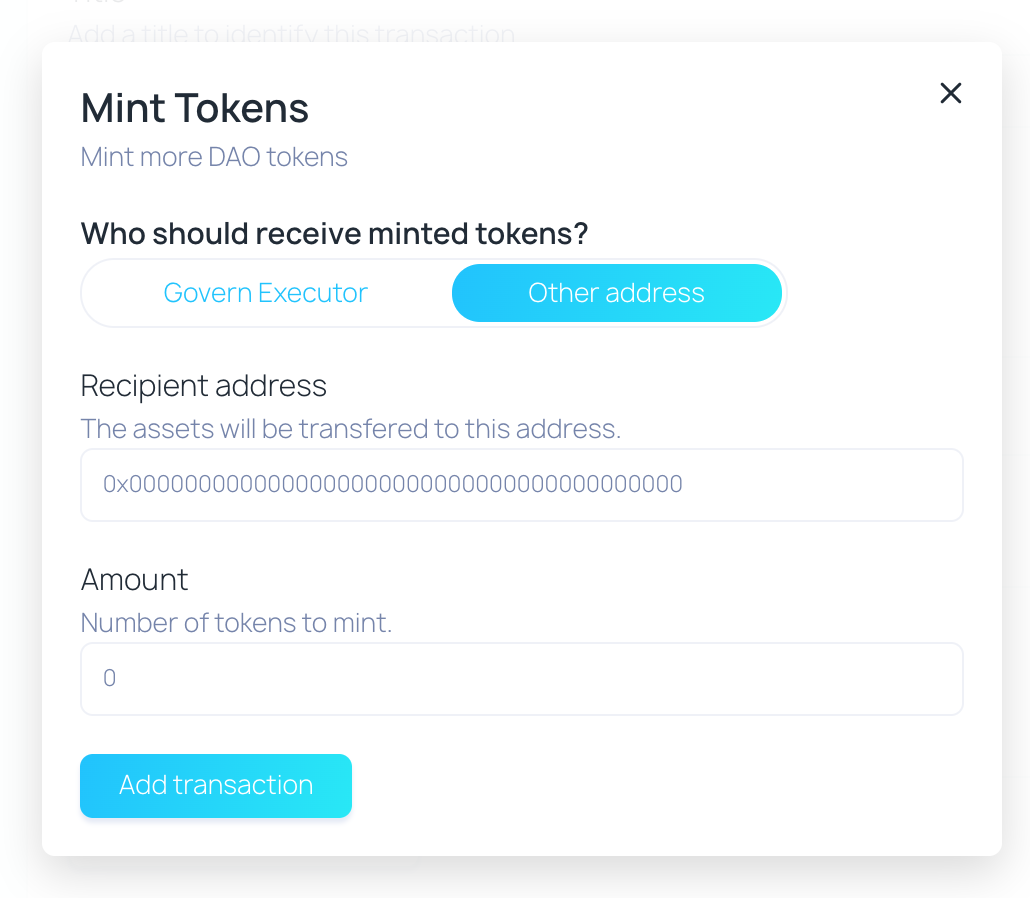 Add a title to identify this transaction
Mint Tokens
Mint more DAO tokens
Who should receive minted tokens?
Govern Executor
Other address
Recipient address
The assets will be transfered to this address.
0x0000000000000000000000000000000000000000
Amount
Number of tokens to mint.
0
Add transaction